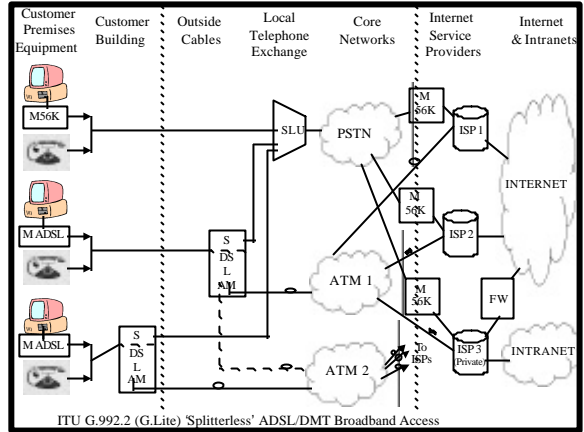 Customer Premises Equipment
Customer Building
Outside Cables
Local Telephone Exchange
Core Networks
Internet Service Providers
Internet & Intranets
M56K
SLU
PSTN
M 56K
ISP 1
INTERNET
M ADSL
S DS L AM
M 56K
ISP 2
ATM 1
M 56K
FW
M ADSL
S DS L AM
ATM 2
To ISPs
ISP 3 (Private)
INTRANET
ITU G.992.2 (G.Lite) 'Splitterless' ADSL/DMT Broadband Access